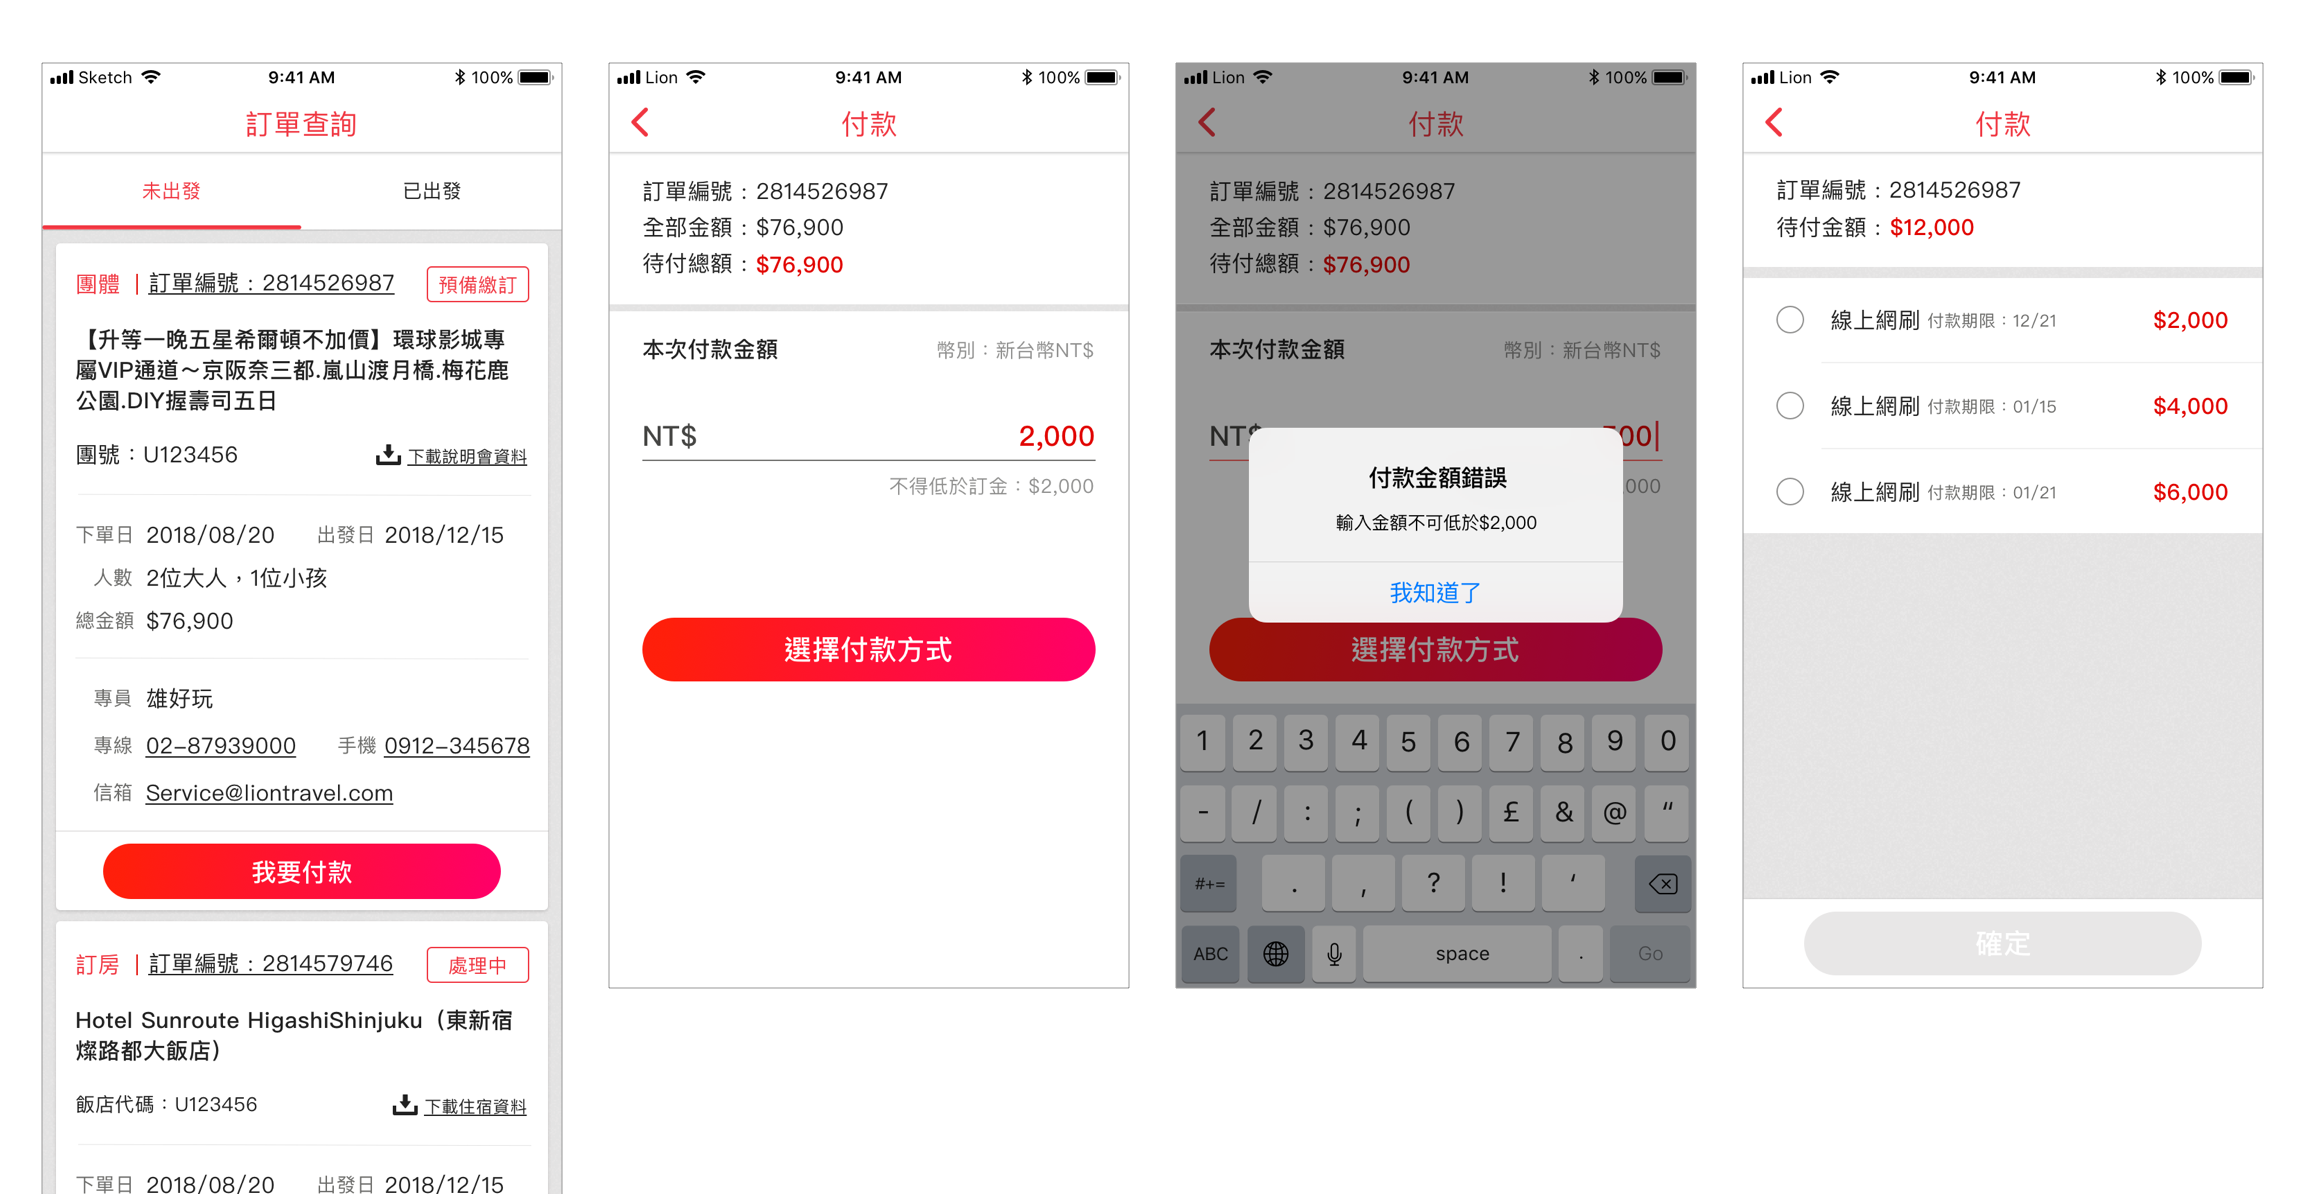 Sketch 9:41 AM 100%
訂單查詢
未出發 已出發
團體 | 訂單編號：2814526987 預備繳訂
【升等一晚五星希爾頓不加價】環球影城專
屬VIP通道～京阪奈三都.嵐山渡月橋.梅花鹿
公園.DIY握壽司五日
團號：U123456 下載說明會資料
下單日 2018/08/20 出發日 2018/12/15
人數 2位大人，1位小孩
總金額 $76,900
專員 雄好玩
專線 02-87939000 手機 0912-345678
信箱 Service@liontravel.com
我要付款
訂房 | 訂單編號：2814579746 處理中
Hotel Sunroute HigashiShinjuku（東新宿
燦路都大飯店）
飯店代碼：U123456 下載住宿資料
下單日 2018/08/20 出發日 2018/12/15
Lion 9:41 AM 100%
付款
訂單編號：2814526987
全部金額：$76,900
待付總額：$76,900
本次付款金額 幣別：新台幣NT$
NT$ 2,000
不得低於訂金：$2,000
選擇付款方式
Lion 9:41 AM 100%
付款
訂單編號：2814526987
全部金額：$76,900
待付總額：$76,900
本次付款金額 幣別：新台幣NT$
付款金額錯誤
輸入金額不可低於$2,000
我知道了
選擇付款方式
1 2 3 4 5 6 7 8 9 0
- / : ; ( ) £ & @ “
#+= . , ? ! ‘
ABC space . Go
Lion 9:41 AM 100%
付款
訂單編號：2814526987
待付金額：$12,000
線上網刷 付款期限：12/21 $2,000
線上網刷 付款期限：01/15 $4,000
線上網刷 付款期限：01/21 $6,000
確定